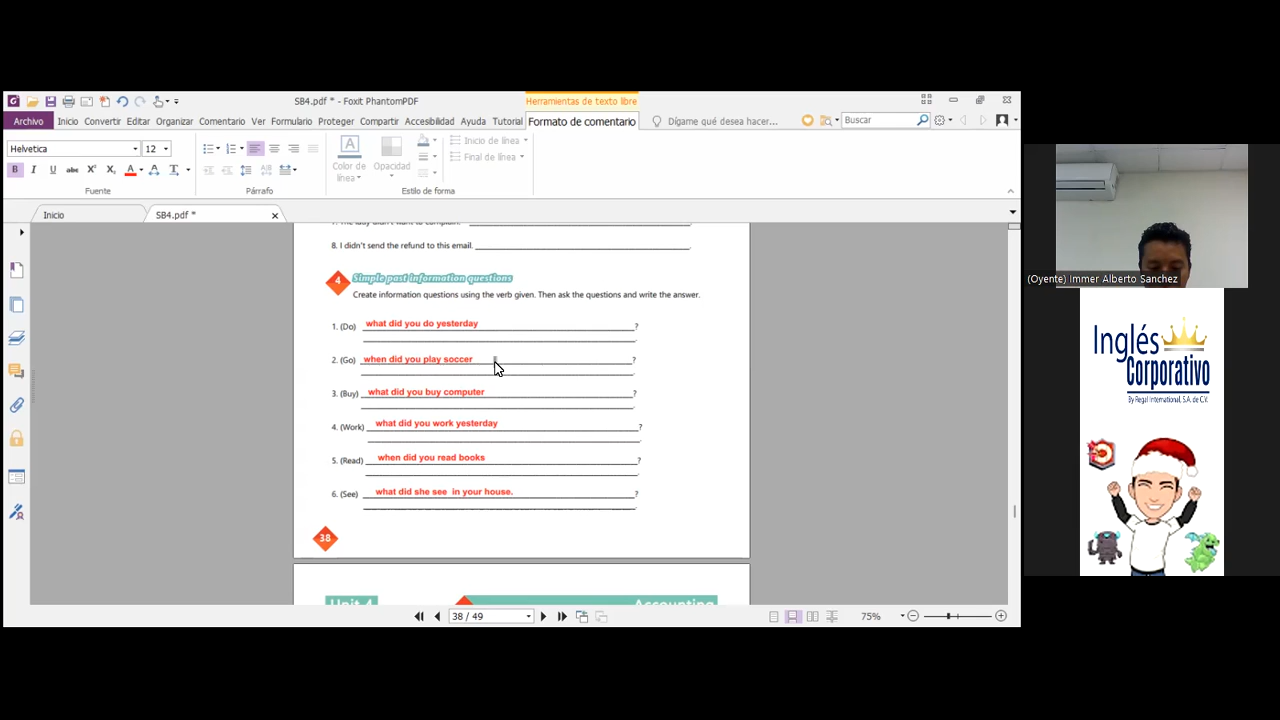 SB4.pdf * - Foxit PhantomPDF
Herramientas de texto libre
Archivo Inicio Convertir Editar Organizar Comentario Ver Formulario Proteger Compartir Accesibilidad Ayuda Tutorial Formato de comentario Dígame qué desea hacer... Buscar
Helvetica 12
Color de línea
Opacidad
Inicio de línea
Final de línea
Fuente Párrafo Estilo de forma
Inicio SB4.pdf *
7. The lady didn't want to complain.
8. I didn't send the refund to this email.
4 Simple past information questions
Create information questions using the verb given. Then ask the questions and write the answer.
1. (Do) what did you do yesterday ?
2. (Go) when did you play soccer ?
3. (Buy) what did you buy computer ?
4. (Work) what did you work yesterday ?
5. (Read) when did you read books ?
6. (See) what did she see in your house. ?
38
Unit 4 Accounting
38 / 49
75%
(Oyente) Immer Alberto Sanchez
Inglés
Corporativo
By Regal International, S.A. de C.V.